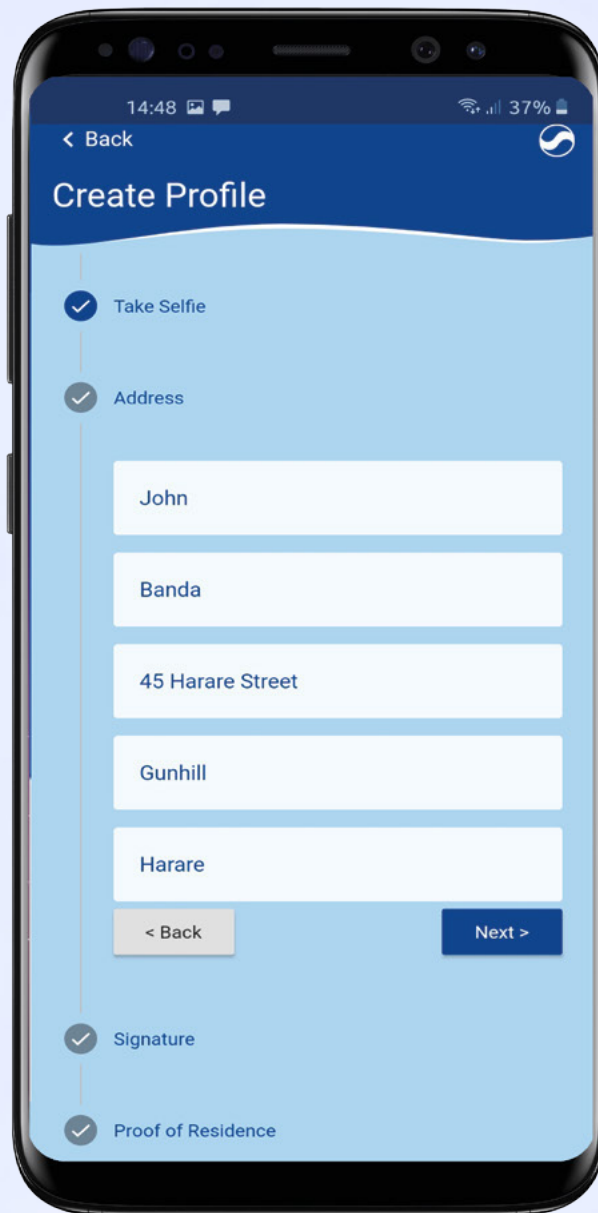 14:48
37%
< Back
Create Profile
Take Selfie
Address
John
Banda
45 Harare Street
Gunhill
Harare
< Back
Next >
Signature
Proof of Residence